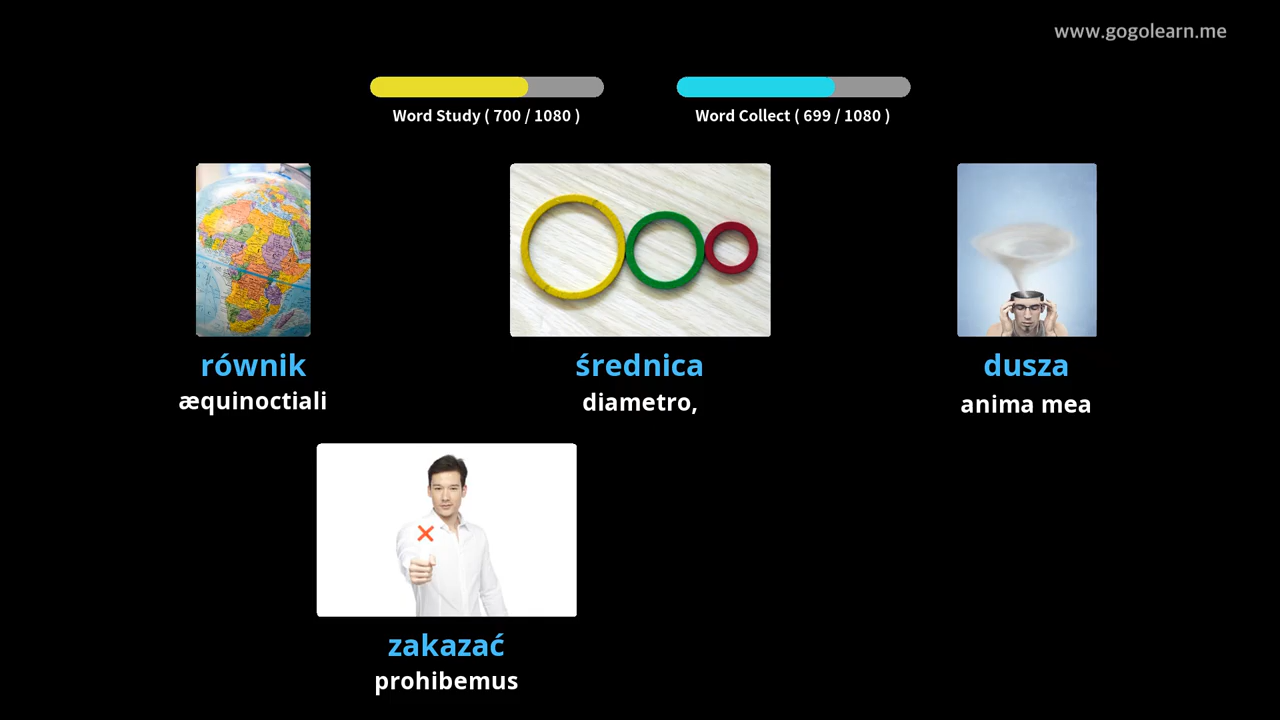 www.gogolearn.me
Word Study ( 700 / 1080 )
Word Collect ( 699 / 1080 )
równik
æquinoctiali
średnica
diametro,
dusza
anima mea
zakazać
prohibemus